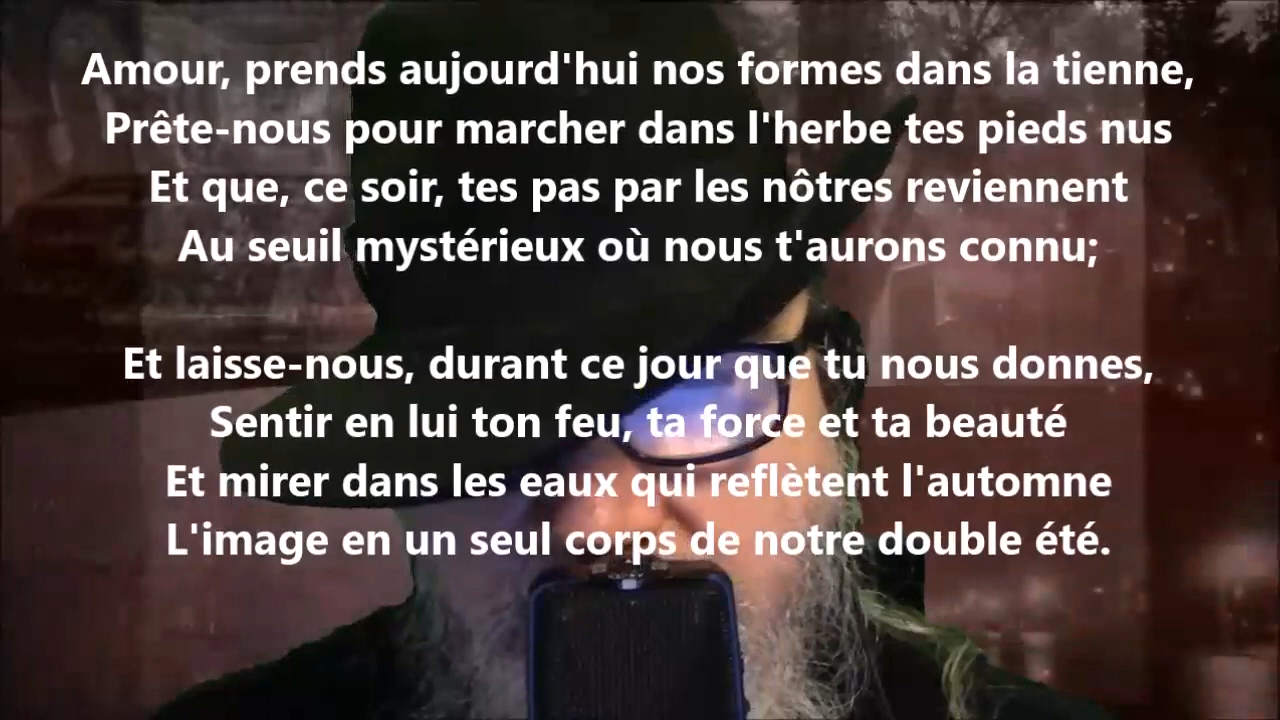 Amour, prends aujourd'hui nos formes dans la tienne,
Prête-nous pour marcher dans l'herbe tes pieds nus
Et que, ce soir, tes pas par les nôtres reviennent
Au seuil mystérieux où nous t'aurons connu;
Et laisse-nous, durant ce jour que tu nous donnes,
Sentir en lui ton feu, ta force et ta beauté
Et mirer dans les eaux qui reflètent l'automne
L'image en un seul corps de notre double été.